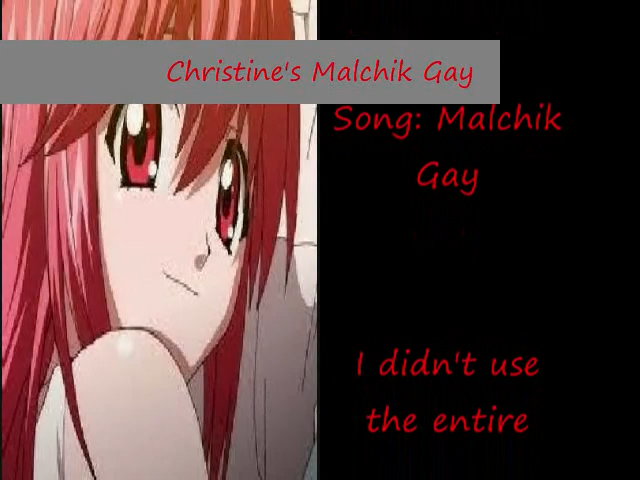 Christine's Malchik Gay
Song: Malchik
Gay
I didn't use
the entire